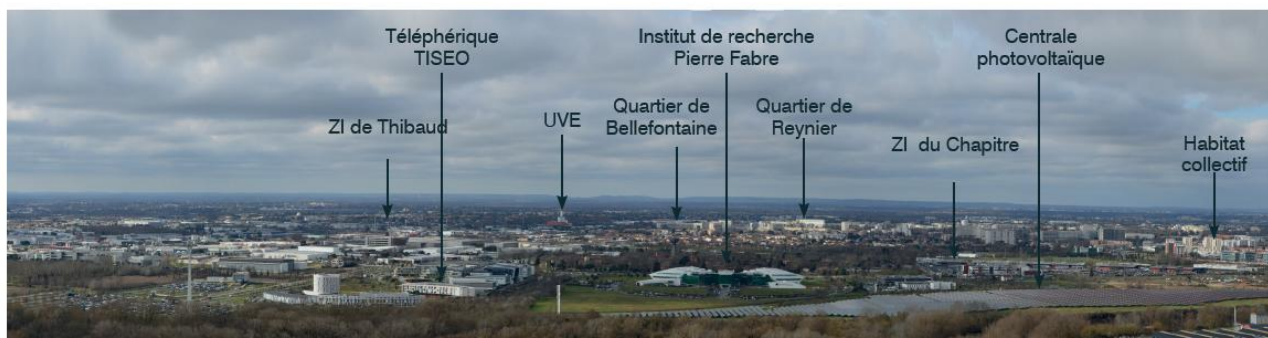 Téléphérique
TISEO
Institut de recherche
Pierre Fabre
Centrale
photovoltaïque
ZI de Thibaud
UVE
Quartier de
Bellefontaine
Quartier de
Reynier
ZI du Chapitre
Habitat
collectif